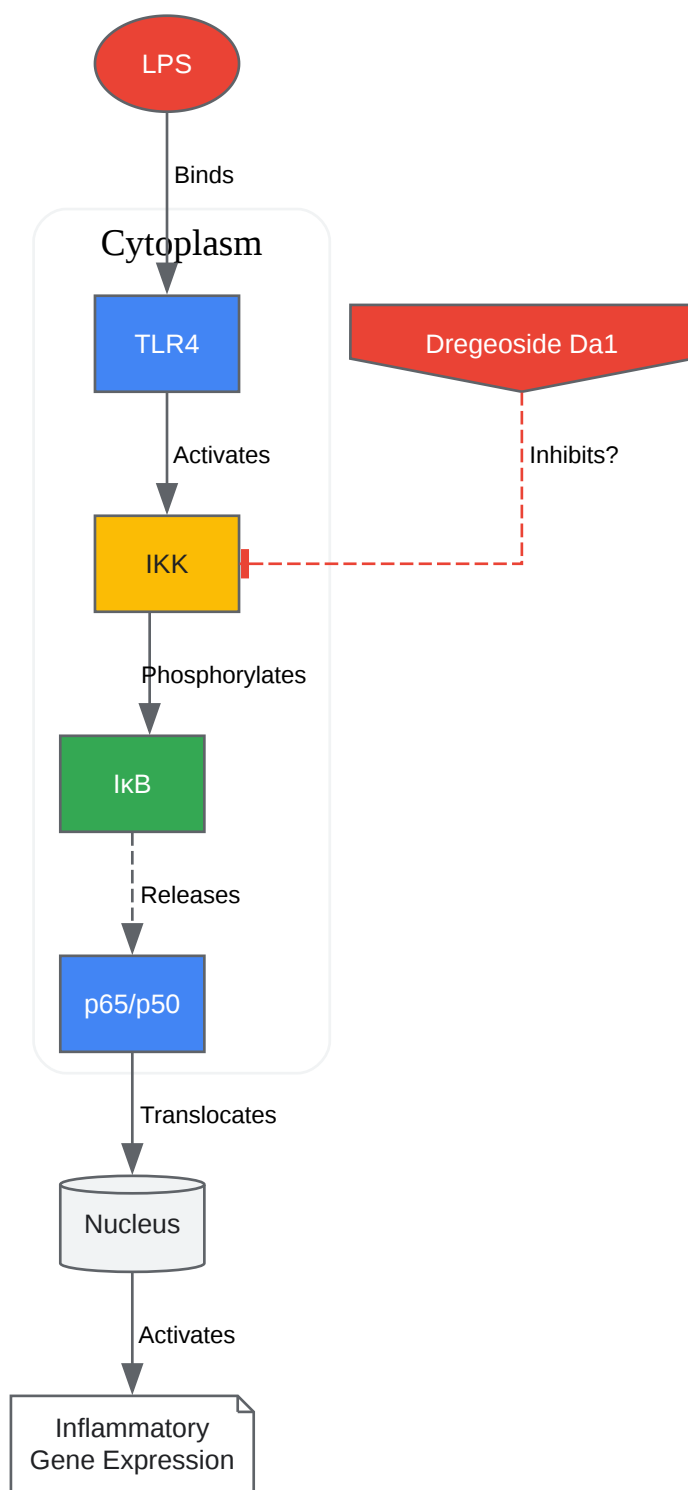 LPS
Binds
Cytoplasm
TLR4
Dregeoside Da1
Activates
Inhibits?
IKK
Phosphorylates
IκB
Releases
p65/p50
Translocates
Nucleus
Activates
Inflammatory
Gene Expression